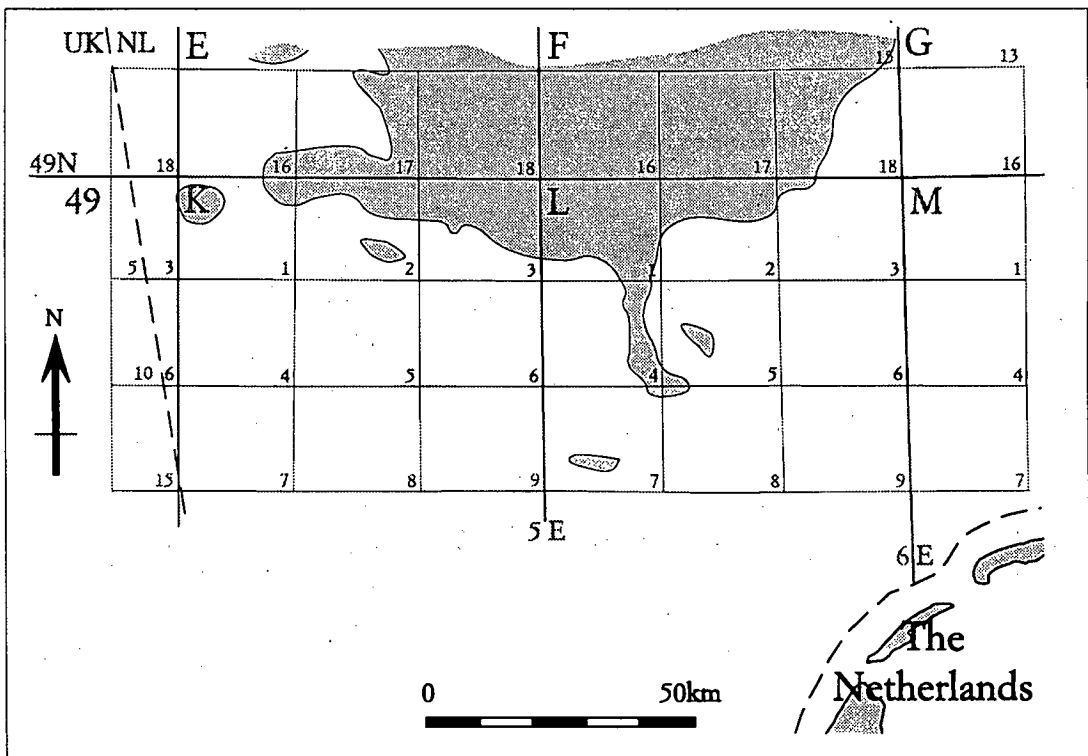 UK\NL E F G
15 13
49N 18 16 17 18 16 17 18 16
49 K L M
5 3 1 2 3 1 2 3 1
N
10 6 4 5 6 4 5 6 4
15 7 8 9 7 8 9 7
5 E
6 E
The
Netherlands
0 50km